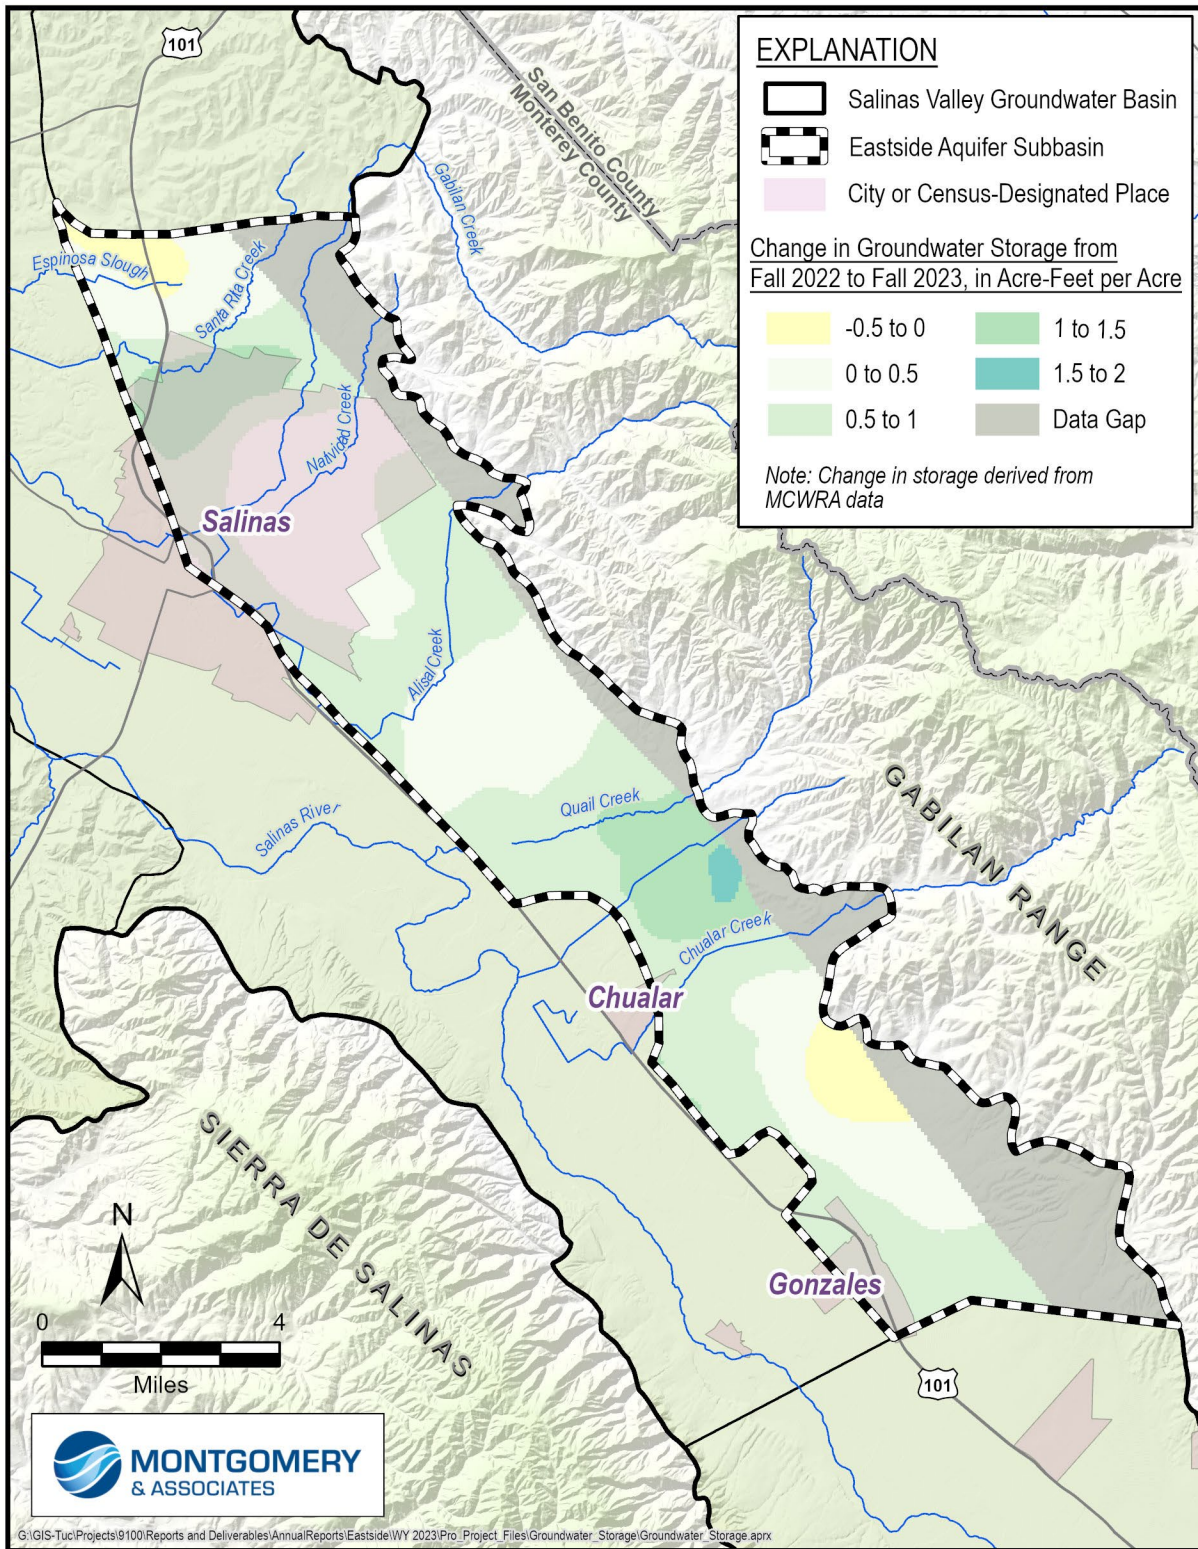 101
San Benito County
Monterey County
EXPLANATION
Salinas Valley Groundwater Basin
Eastside Aquifer Subbasin
City or Census-Designated Place
Change in Groundwater Storage from
Fall 2022 to Fall 2023, in Acre-Feet per Acre
-0.5 to 0
1 to 1.5
0 to 0.5
1.5 to 2
0.5 to 1
Data Gap
Note: Change in storage derived from
MCWRA data
Gabilan Creek
Espinosa Slough
Santa Rita Creek
Natividad Creek
Salinas
Alisal Creek
Quail Creek
Salinas River
GABILAN RANGE
Chualar Creek
Chualar
SIERRA DE SALINAS
Gonzales
N
0 4
Miles
101
MONTGOMERY
& ASSOCIATES
G:\GIS-Tuc\Projects\9100\Reports and Deliverables\AnnualReports\Eastside\WY 2023\Pro_Project_Files\Groundwater_Storage\Groundwater_Storage.aprx